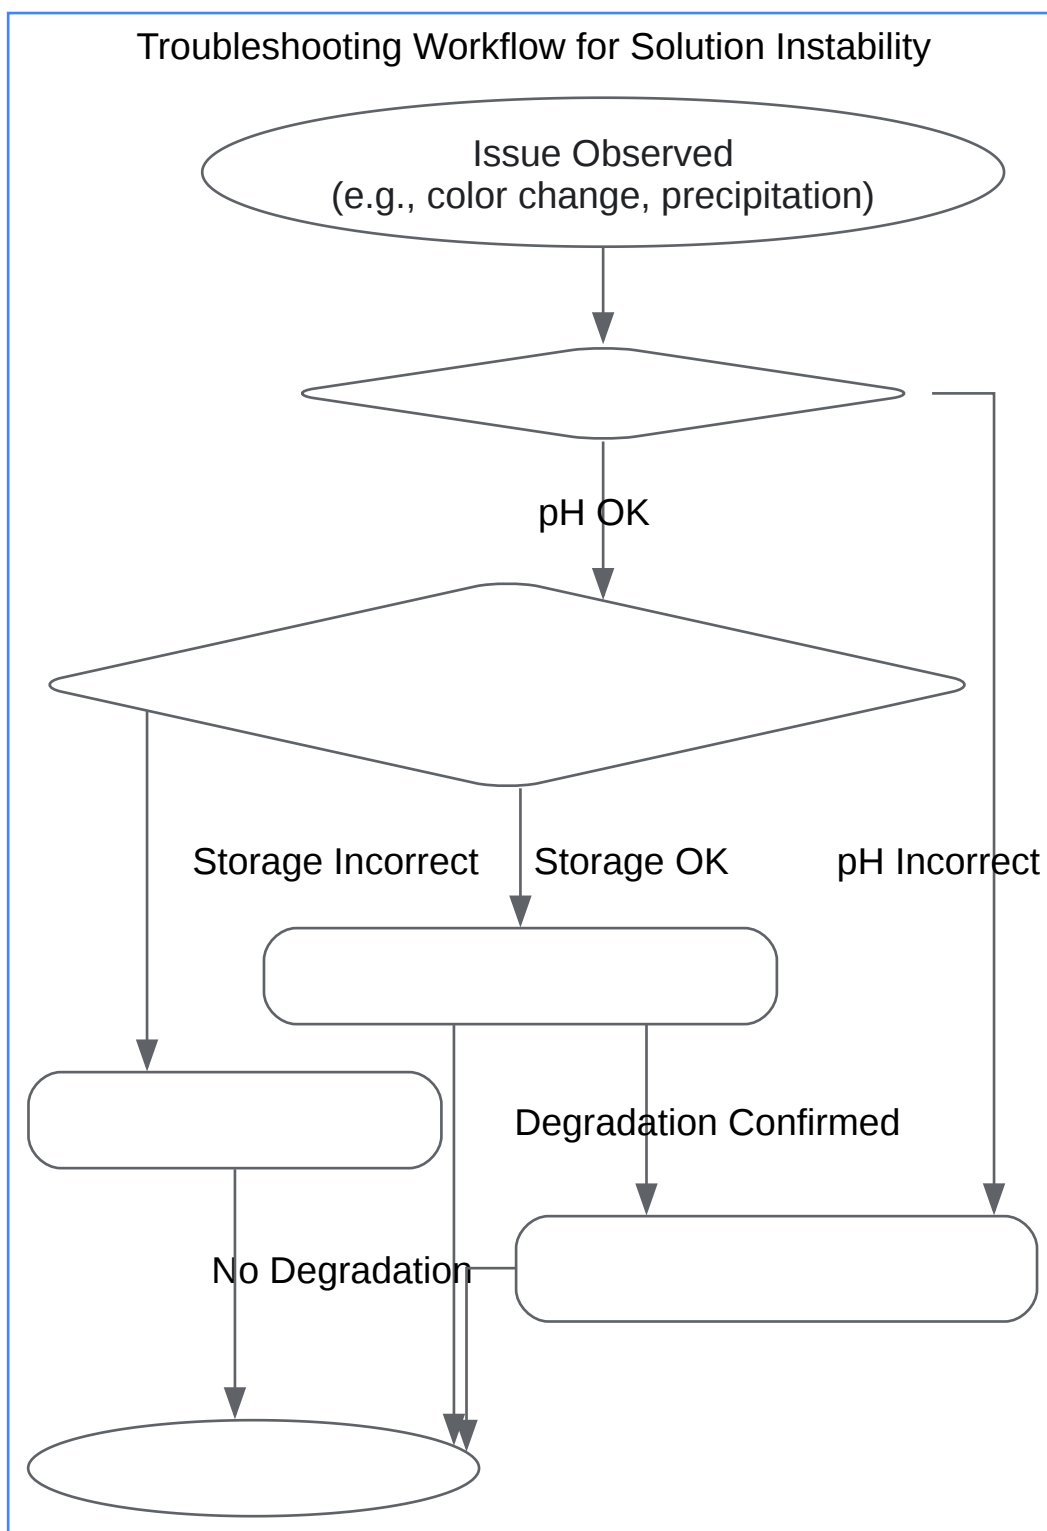 Troubleshooting Workflow for Solution Instability
Issue Observed
(e.g., color change, precipitation)
pH OK
Storage Incorrect
Storage OK
pH Incorrect
Degradation Confirmed
No Degradation